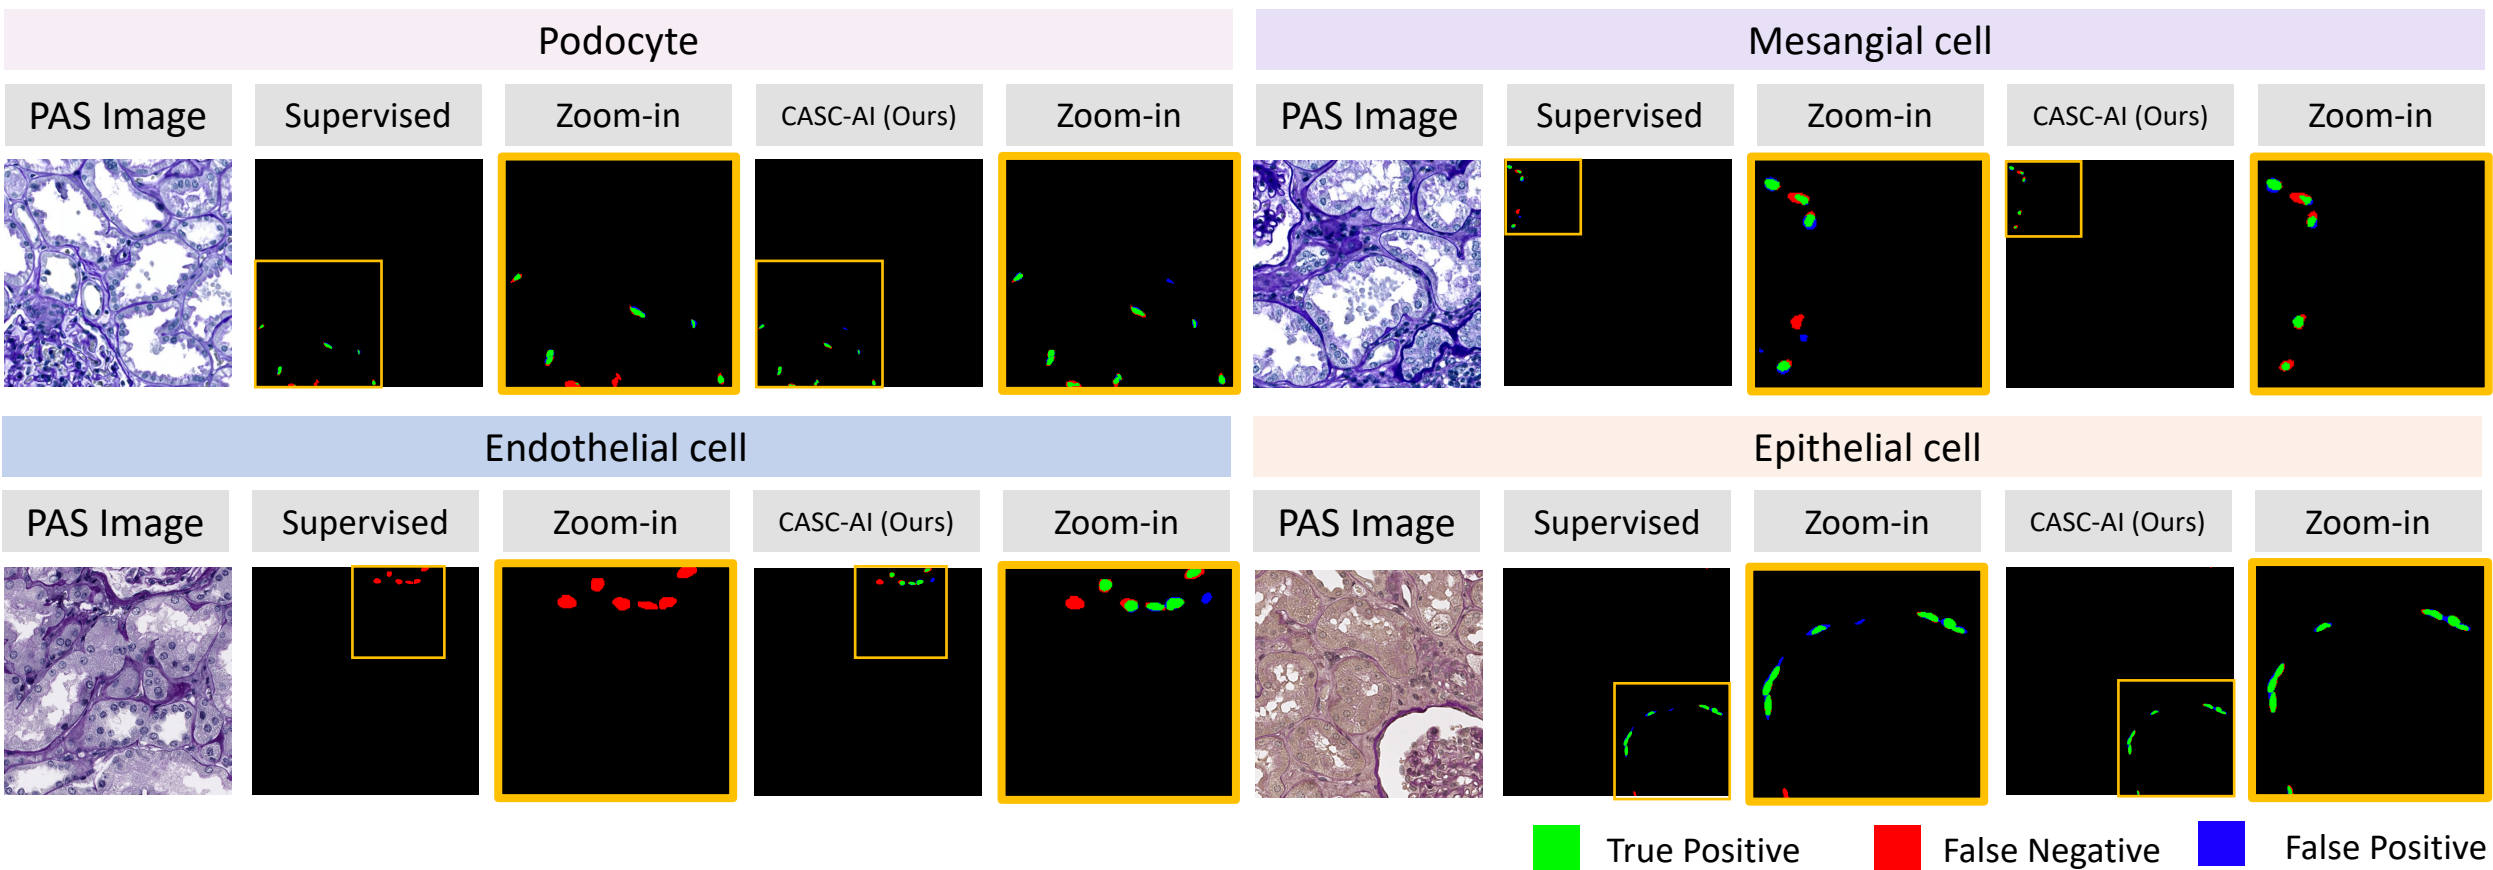 Podocyte
Mesangial cell
PAS Image
Supervised
Zoom-in
CASC-AI (Ours)
Zoom-in
PAS Image
Supervised
Zoom-in
CASC-AI (Ours)
Zoom-in
Endothelial cell
Epithelial cell
PAS Image
Supervised
Zoom-in
CASC-AI (Ours)
Zoom-in
PAS Image
Supervised
Zoom-in
CASC-AI (Ours)
Zoom-in
True Positive
False Negative
False Positive